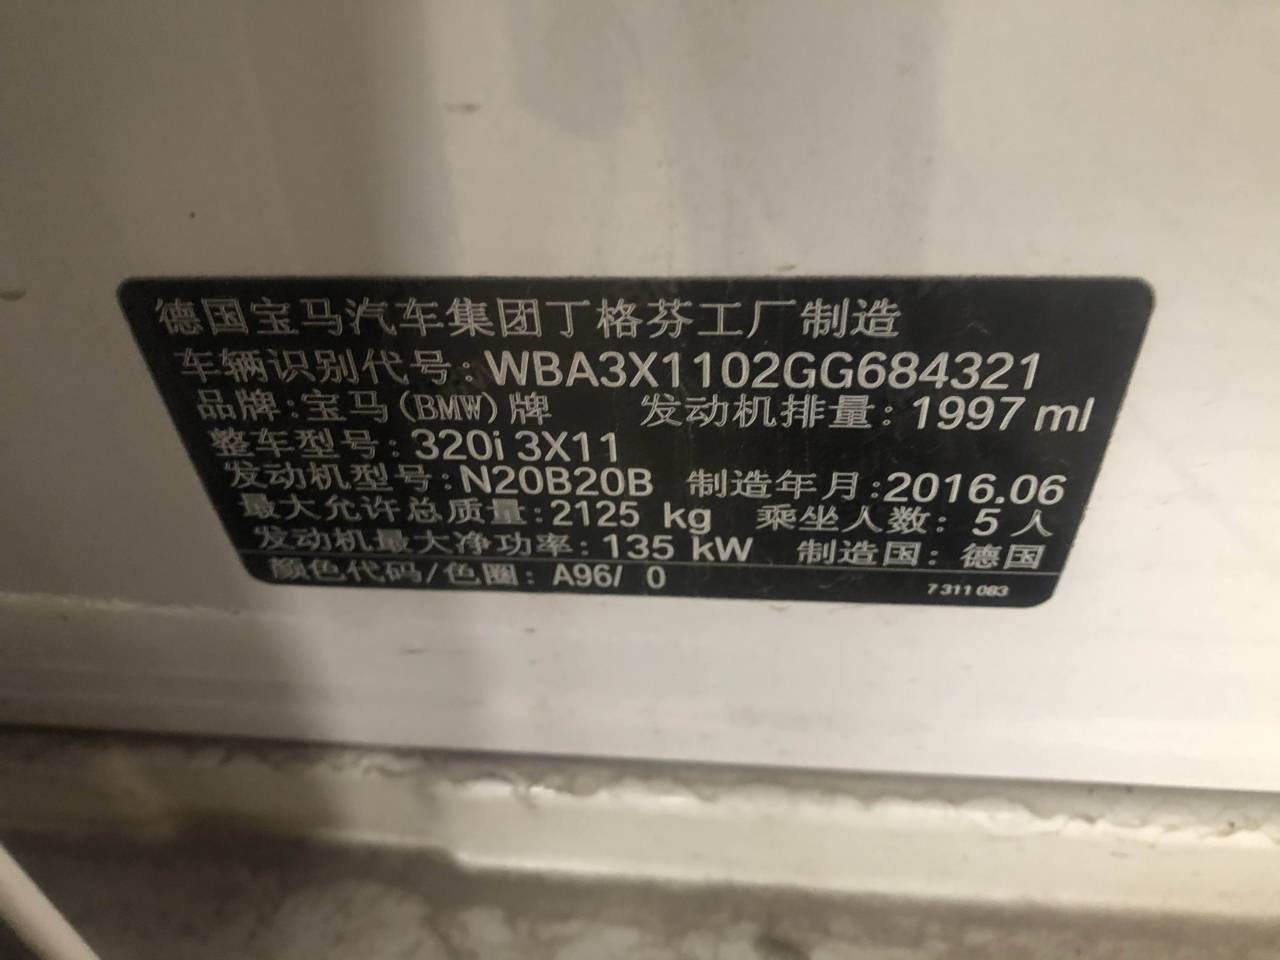 德国宝马汽车集团丁格芬工厂制造
车辆识别代号: WBA3X1102GG684321
品牌:宝马(BMW)牌 发动机排量: 1997 ml
整车型号: 320i 3X11
发动机型号: N20B20B 制造年月:2016.06
最大允许总质量:2125 kg 乘坐人数: 5 人
发动机最大净功率: 135 kW 制造国: 德国
颜色代码/色圈: A96/ 0 7 311 083